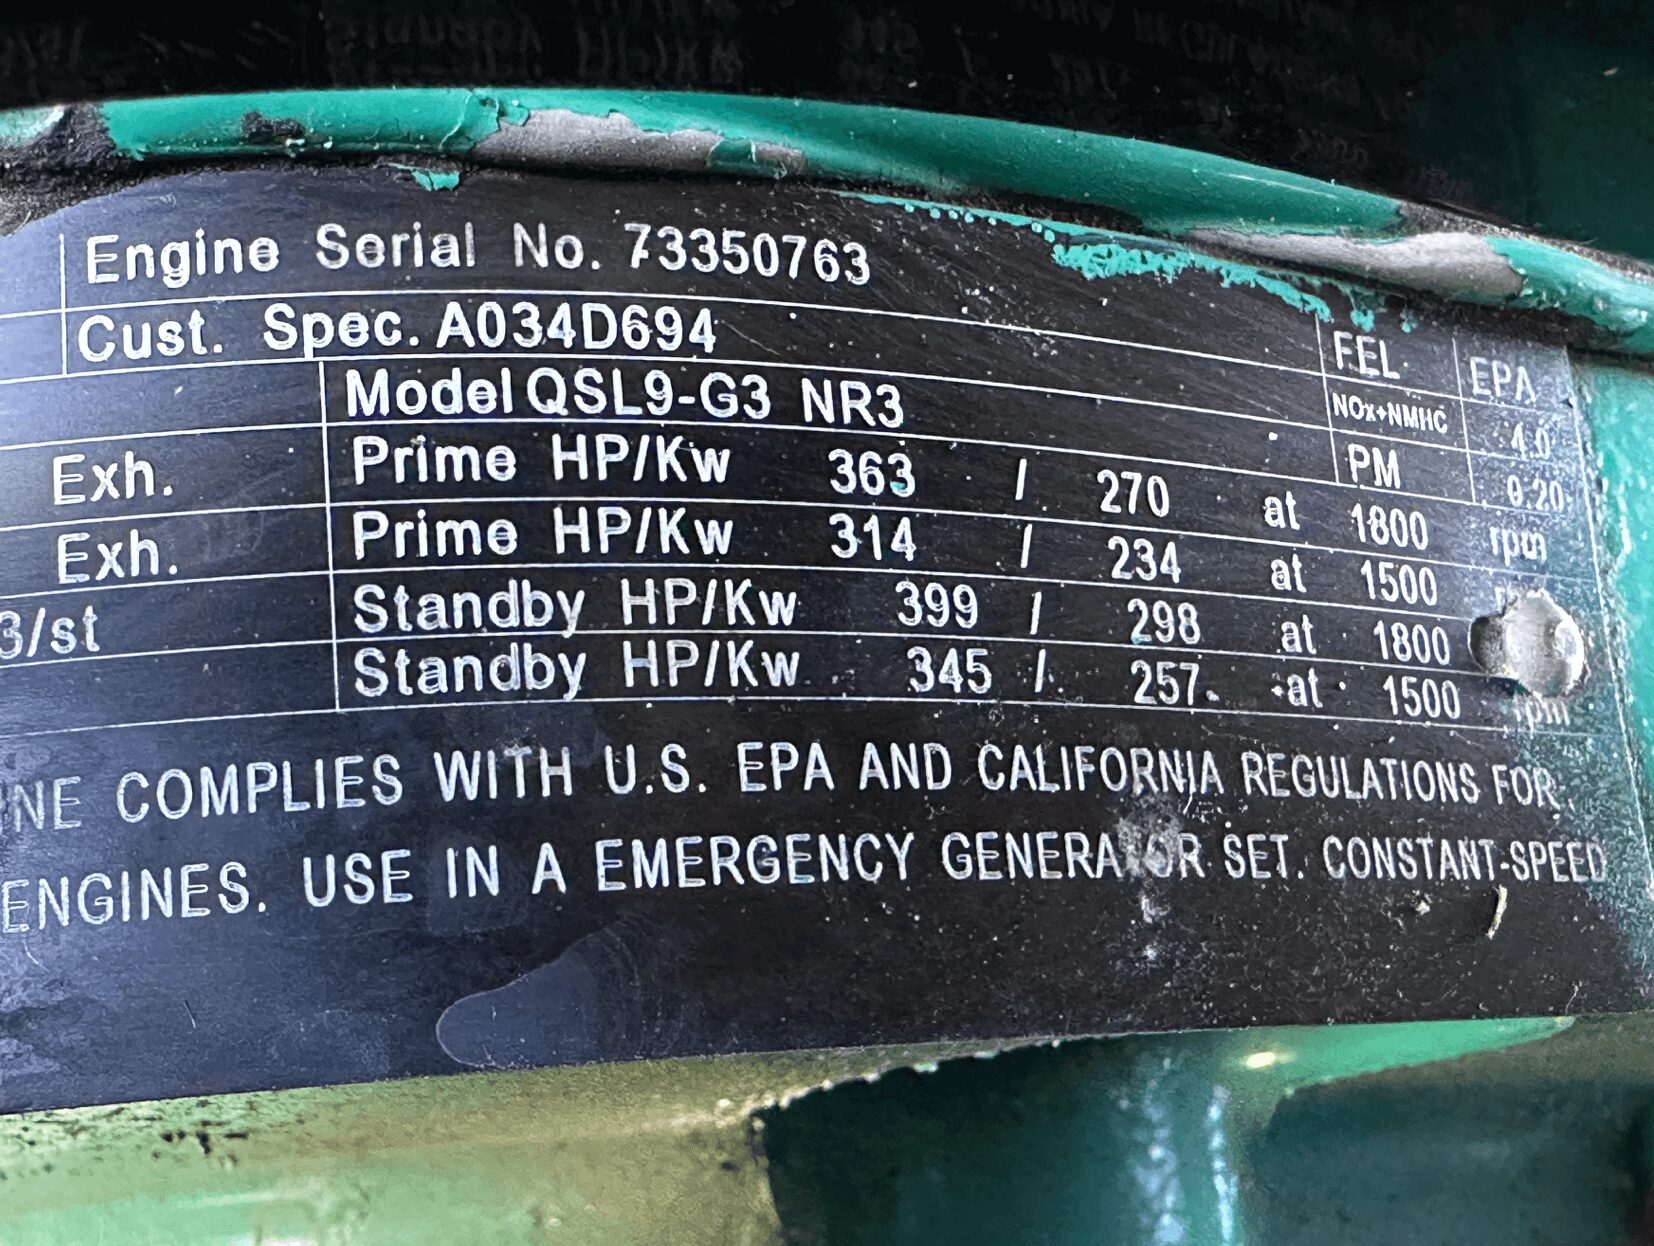 Engine Serial No. 73350763
Cust. Spec. A034D694
FEL EPA
Model QSL9-G3 NR3
NOx+NMHC 4.0
PM 0.20
Exh. Prime HP/Kw 363 / 270 at 1800 rpm
Exh. Prime HP/Kw 314 / 234 at 1500
3/st Standby HP/Kw 399 / 298 at 1800
Standby HP/Kw 345 / 257 at 1500 rpm
NE COMPLIES WITH U.S. EPA AND CALIFORNIA REGULATIONS FOR
ENGINES. USE IN A EMERGENCY GENERATOR SET. CONSTANT-SPEED